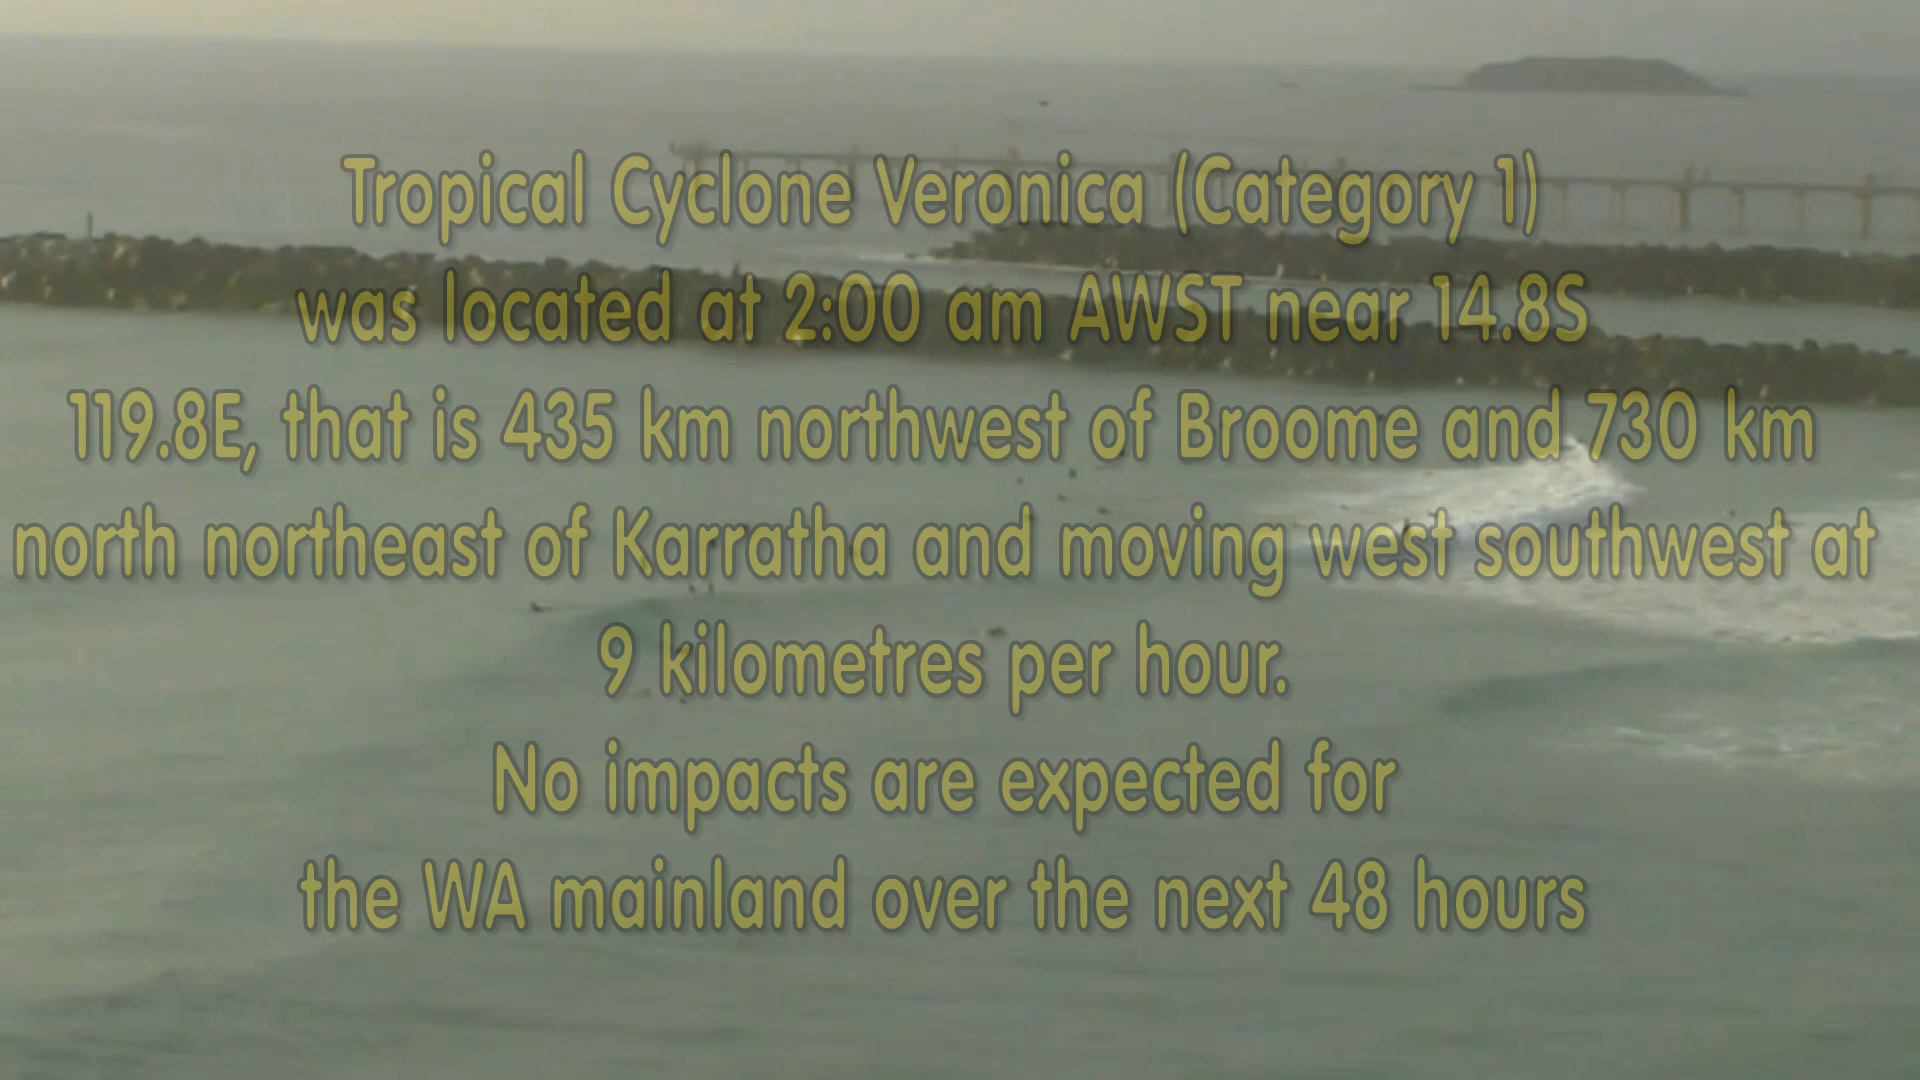 Tropical Cyclone Veronica (Category 1)
was located at 2:00 am AWST near 14.8S
119.8E, that is 435 km northwest of Broome and 730 km
north northeast of Karratha and moving west southwest at
9 kilometres per hour.
No impacts are expected for
the WA mainland over the next 48 hours